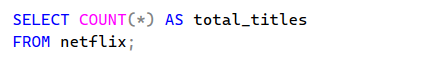 SELECT COUNT(*) AS total_titles
FROM netflix;